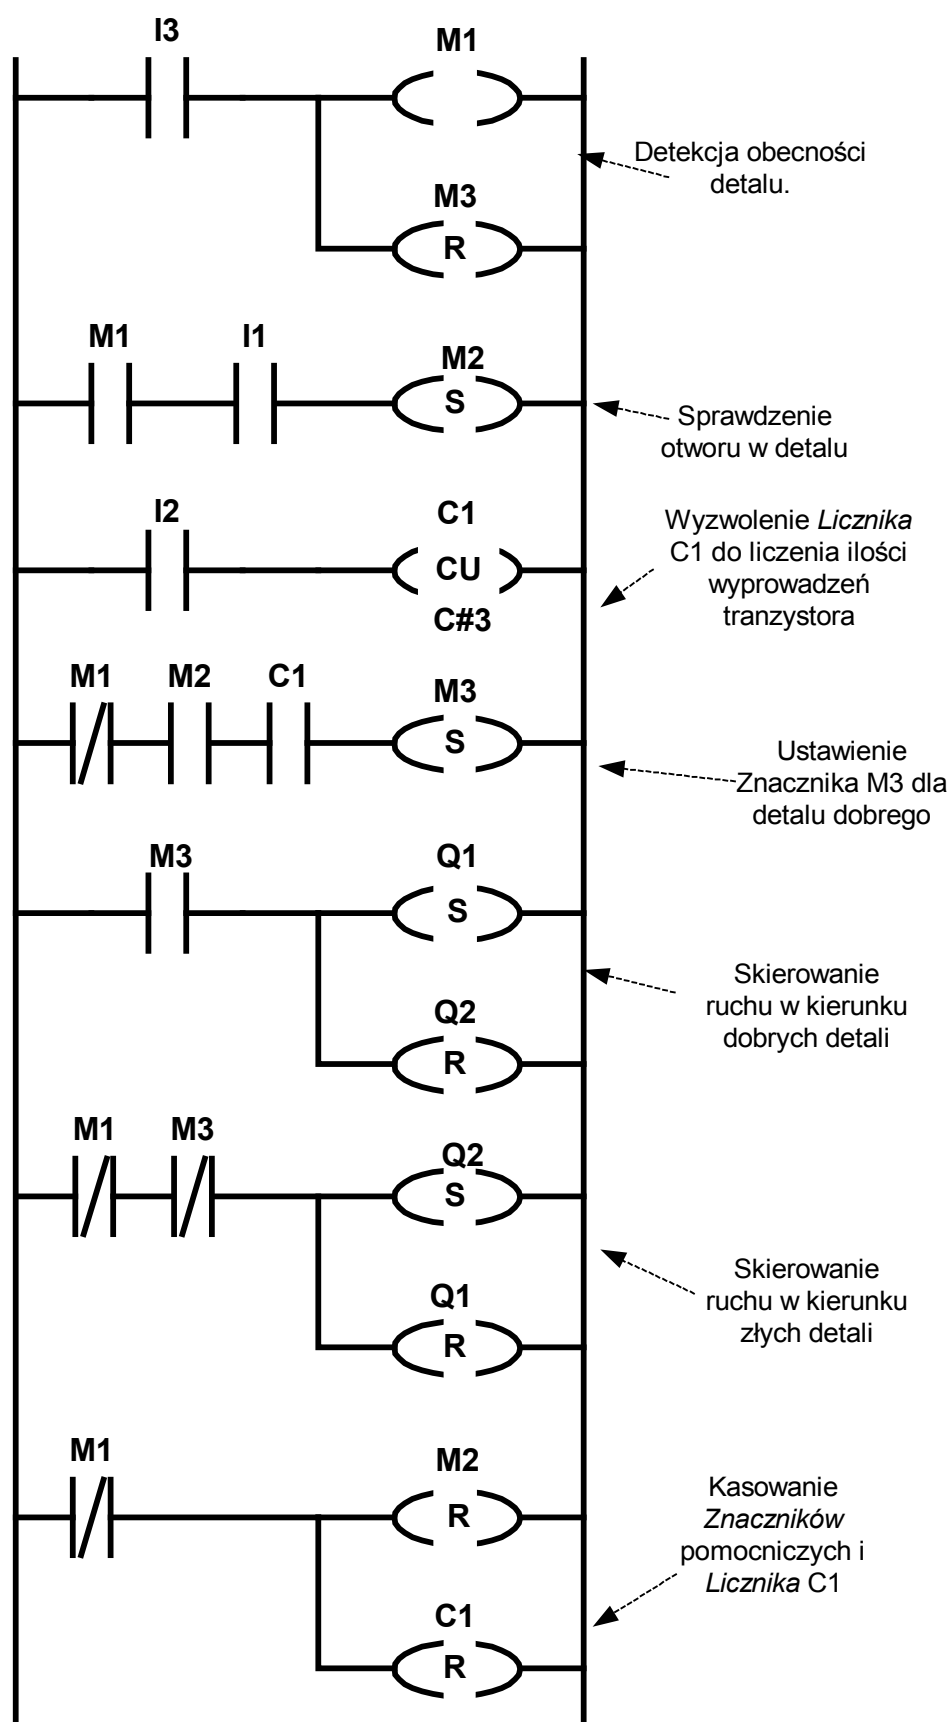 I3
M1
Detekcja obecności
detalu.
M3
R
M1
I1
M2
S
Sprawdzenie
otworu w detalu
I2
C1
CU
C#3
Wyzwolenie Licznika
C1 do liczenia ilości
wyprowadzeń
tranzystora
M1
M2
C1
M3
S
Ustawienie
Znacznika M3 dla
detalu dobrego
M3
Q1
S
Q2
R
Skierowanie
ruchu w kierunku
dobrych detali
M1
M3
Q2
S
Q1
R
Skierowanie
ruchu w kierunku
złych detali
M1
M2
R
C1
R
Kasowanie
Znaczników
pomocniczych i
Licznika C1